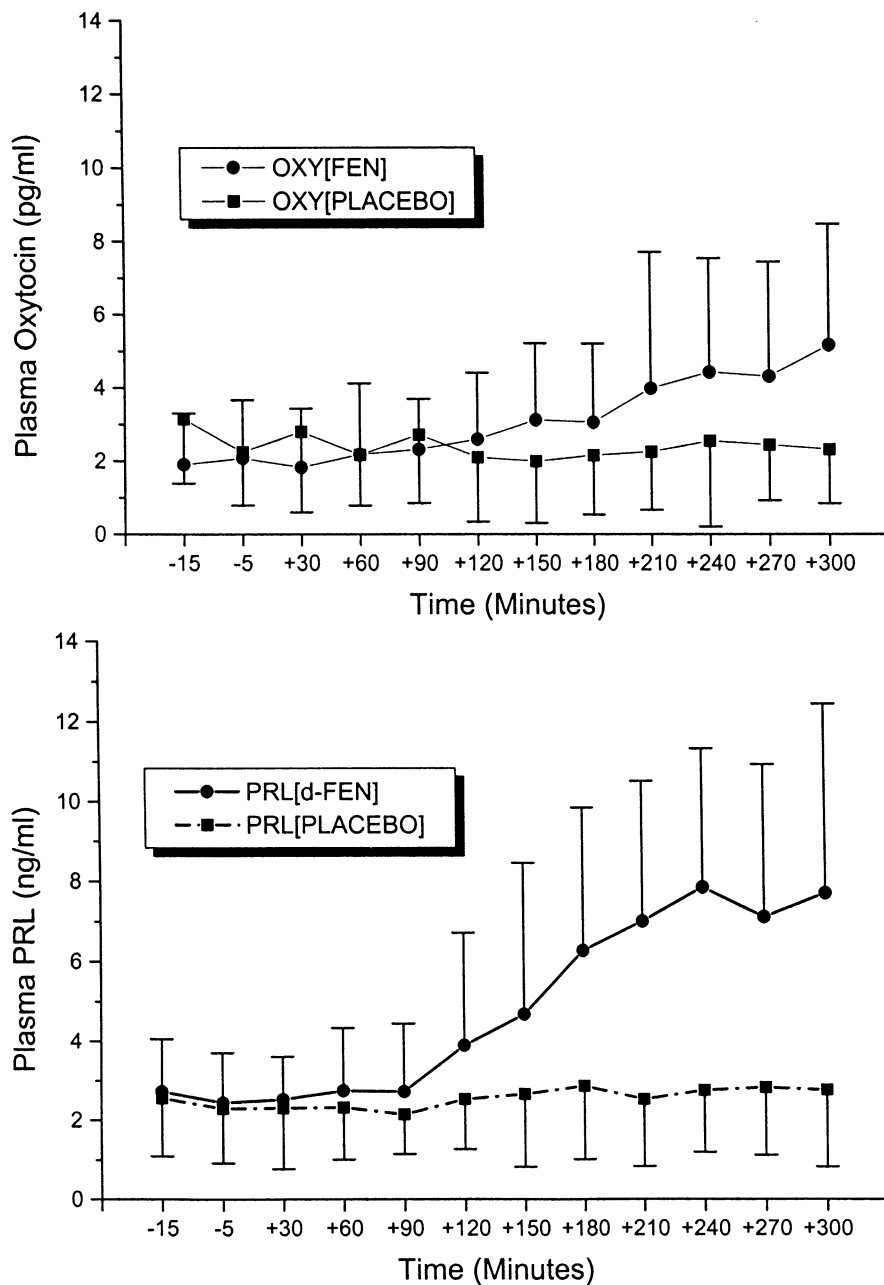 14
12
10
8
6
4
2
0
Plasma Oxytocin (pg/ml)
OXY[FEN]
OXY[PLACEBO]
-15 -5 +30 +60 +90 +120 +150 +180 +210 +240 +270 +300
Time (Minutes)
14
12
10
8
6
4
2
0
Plasma PRL (ng/ml)
PRL[d-FEN]
PRL[PLACEBO]
-15 -5 +30 +60 +90 +120 +150 +180 +210 +240 +270 +300
Time (Minutes)